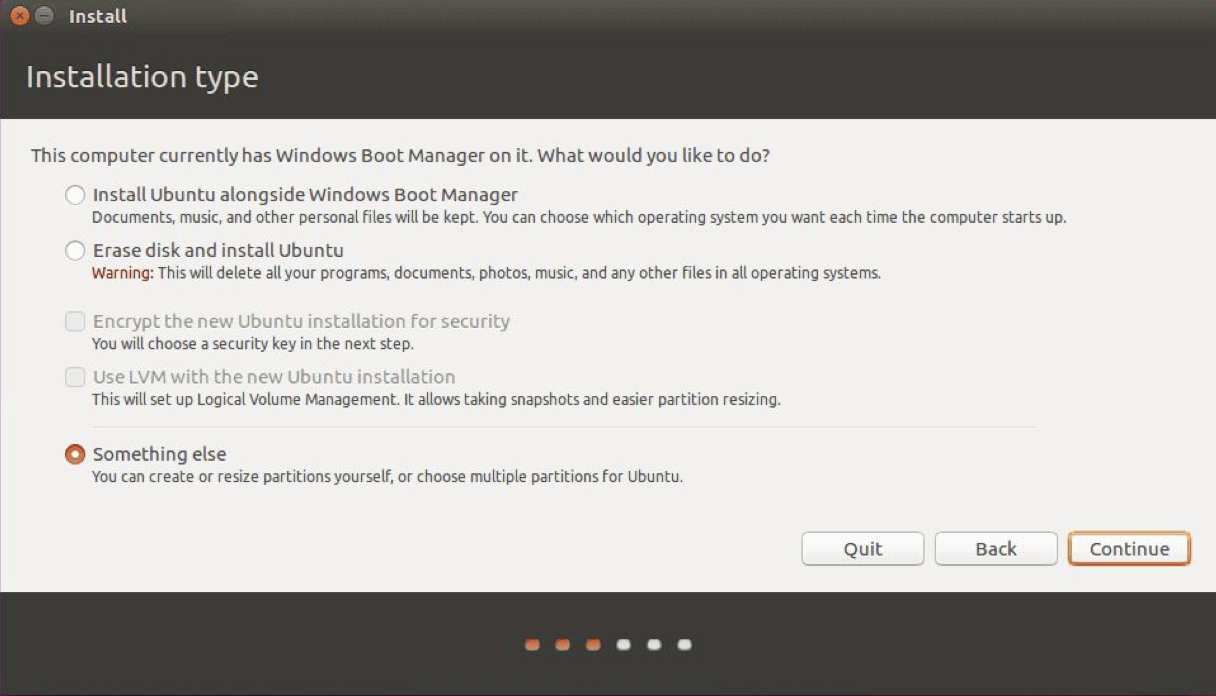 Install
Installation type
This computer currently has Windows Boot Manager on it. What would you like to do?
Install Ubuntu alongside Windows Boot Manager
Documents, music, and other personal files will be kept. You can choose which operating system you want each time the computer starts up.
Erase disk and install Ubuntu
Warning: This will delete all your programs, documents, photos, music, and any other files in all operating systems.
Encrypt the new Ubuntu installation for security
You will choose a security key in the next step.
Use LVM with the new Ubuntu installation
This will set up Logical Volume Management. It allows taking snapshots and easier partition resizing.
Something else
You can create or resize partitions yourself, or choose multiple partitions for Ubuntu.
Quit Back Continue